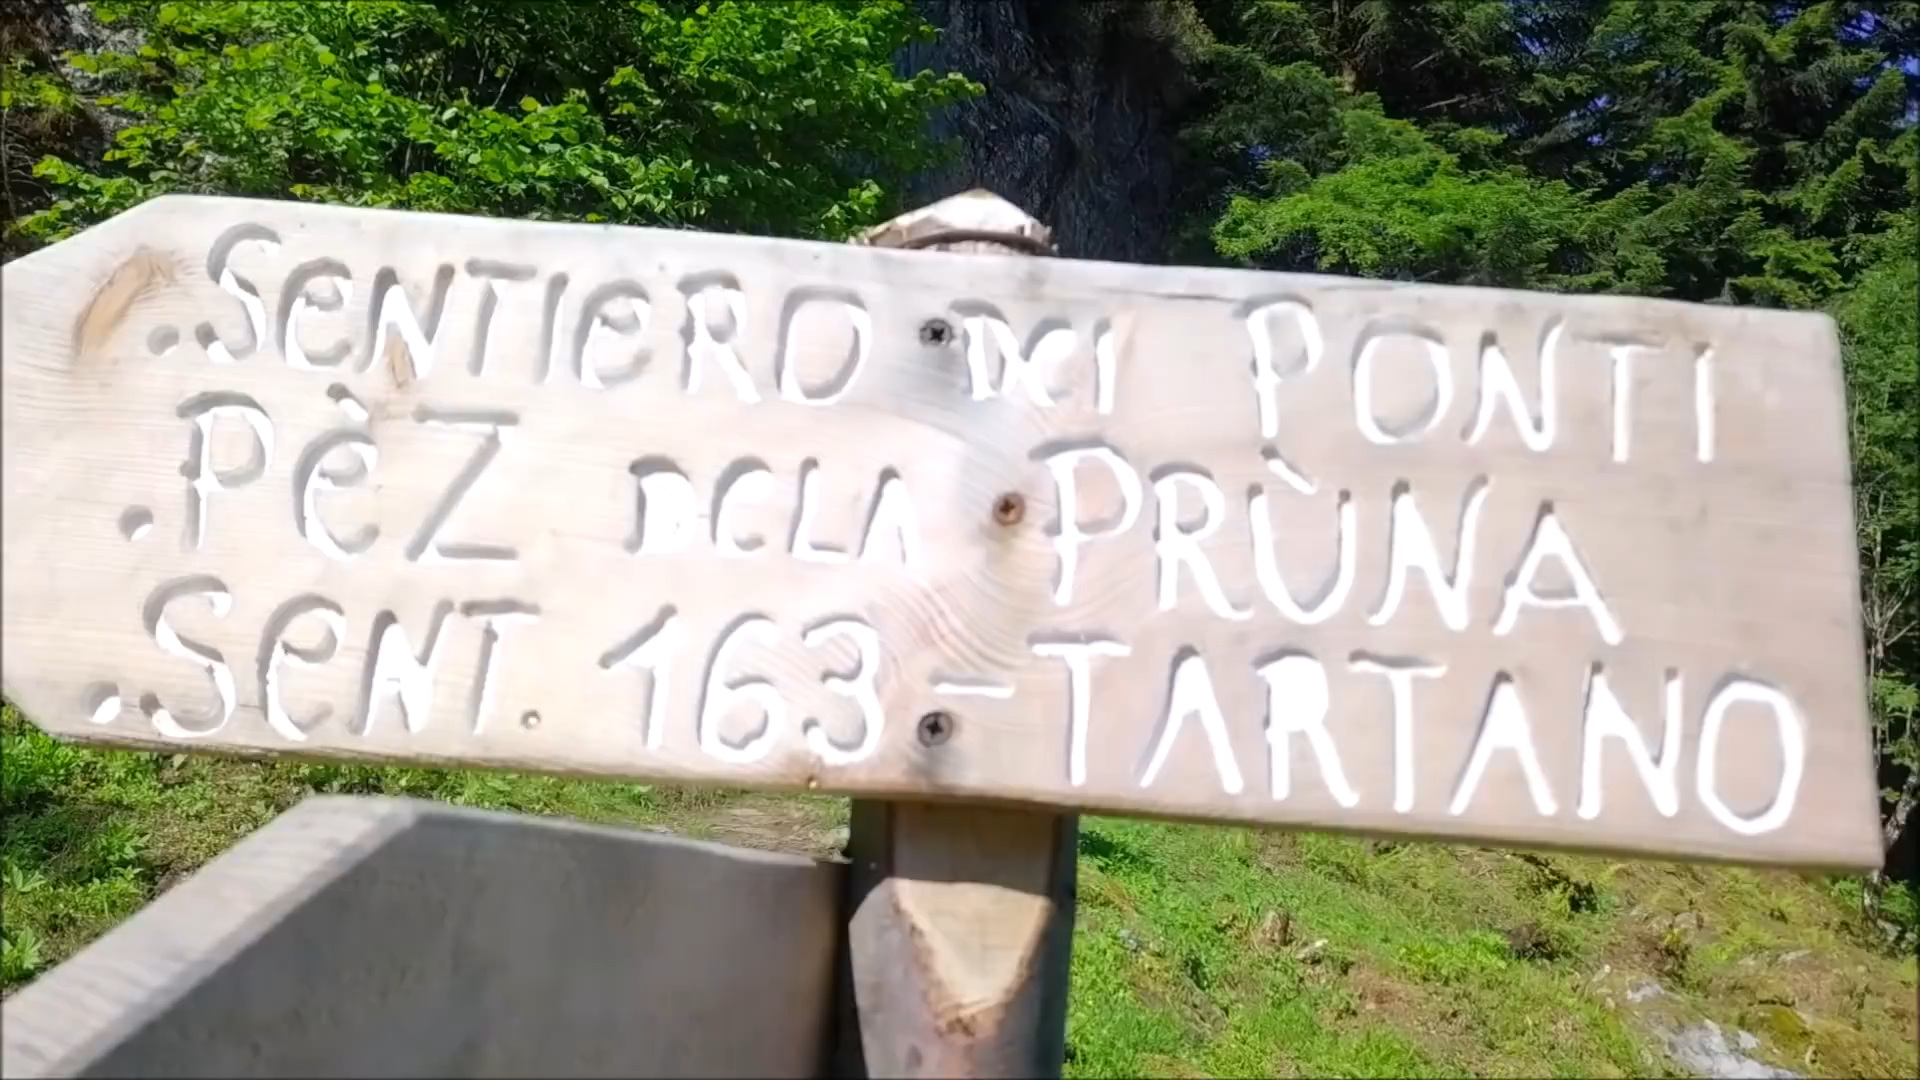 .SENTIERO DEI PONTI
.PÈZ DELA PRÙNA
.SENT. 163-TARTANO